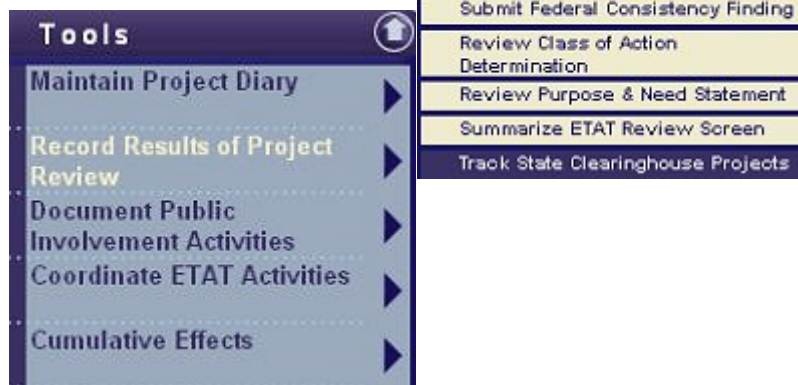 Tools
Maintain Project Diary
Record Results of Project
Review
Document Public
Involvement Activities
Coordinate ETAT Activities
Cumulative Effects
Submit Federal Consistency Finding
Review Class of Action
Determination
Review Purpose & Need Statement
Summarize ETAT Review Screen
Track State Clearinghouse Projects